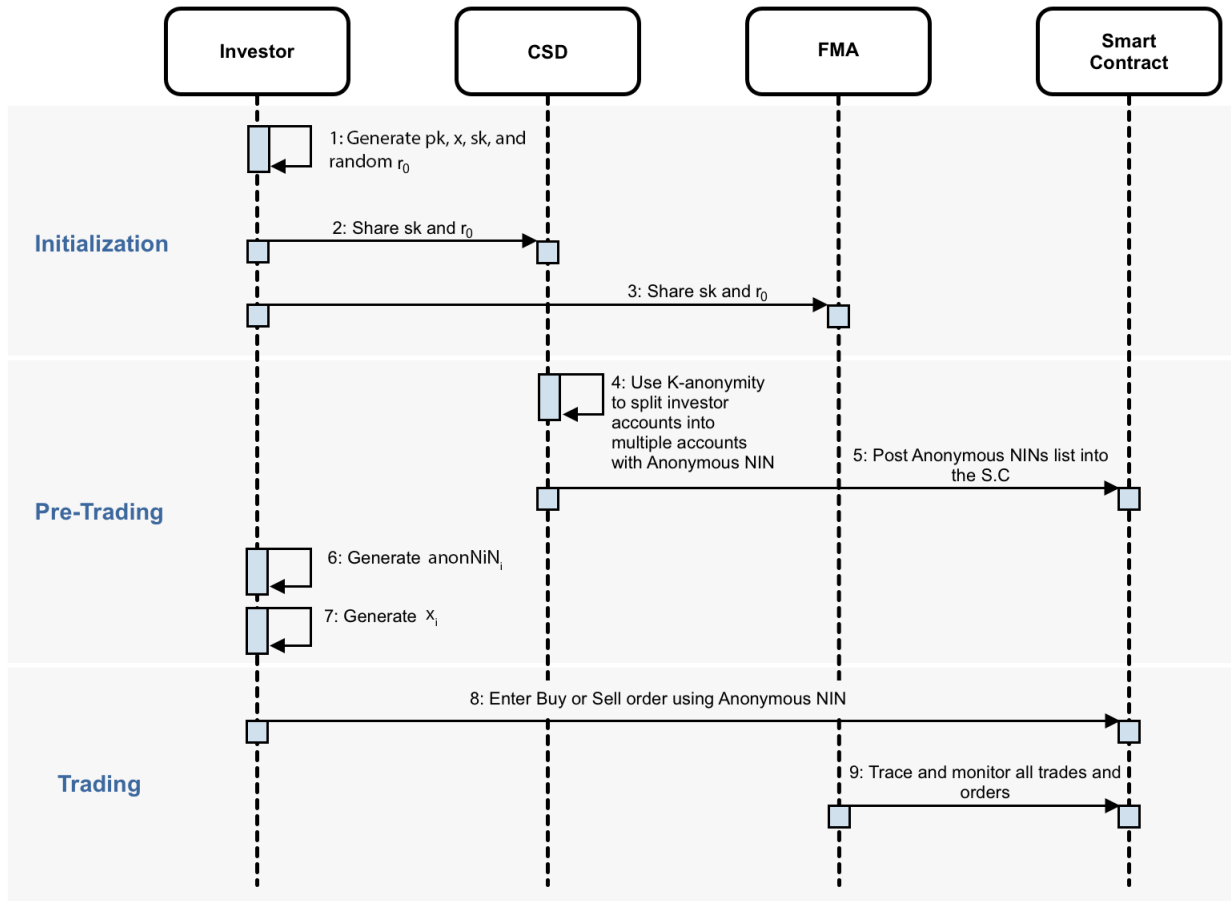 Investor
CSD
FMA
Smart
Contract
1: Generate pk, x, sk, and
random r₀
Initialization
2: Share sk and r₀
3: Share sk and r₀
4: Use K-anonymity
to split investor
accounts into
multiple accounts
with Anonymous NIN
5: Post Anonymous NINs list into
the S.C
Pre-Trading
6: Generate anonNiNᵢ
7: Generate xᵢ
8: Enter Buy or Sell order using Anonymous NIN
Trading
9: Trace and monitor all trades and
orders